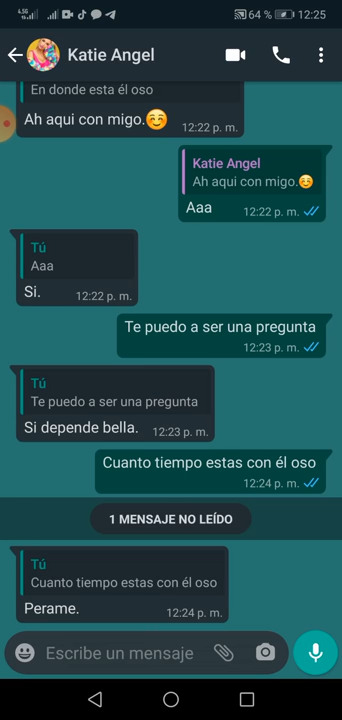 4.5G 64 % 12:25
Katie Angel
En donde esta él oso
Ah aqui con migo.☺️
12:22 p. m.
Katie Angel
Ah aqui con migo.☺️
Aaa
12:22 p. m.
Tú
Aaa
Si.
12:22 p. m.
Te puedo a ser una pregunta
12:23 p. m.
Tú
Te puedo a ser una pregunta
Si depende bella.
12:23 p. m.
Cuanto tiempo estas con él oso
12:24 p. m.
1 MENSAJE NO LEÍDO
Tú
Cuanto tiempo estas con él oso
Perame.
12:24 p. m.
Escribe un mensaje